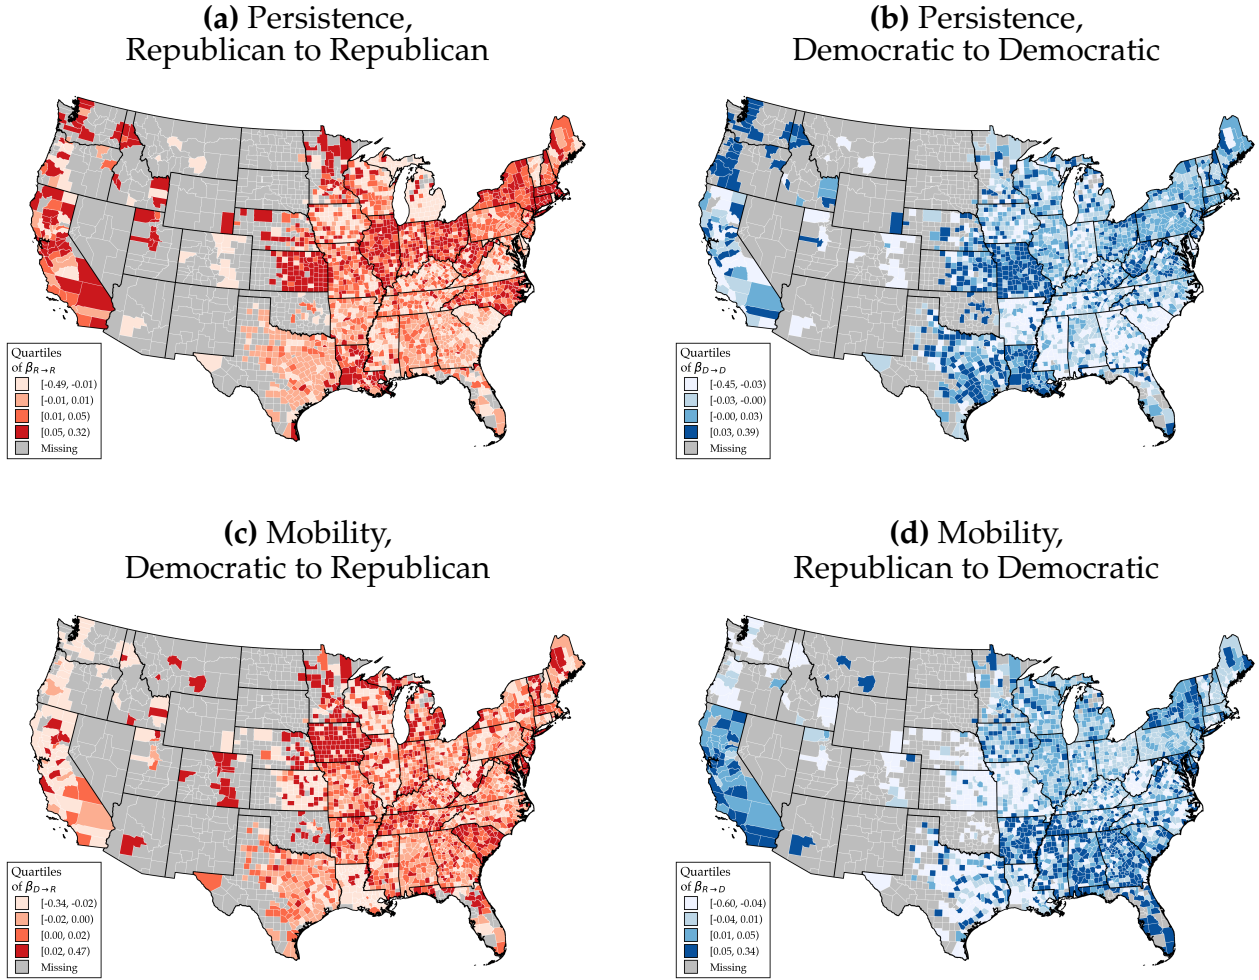 (a) Persistence,
Republican to Republican
Quartiles
of βR→R
[-0.49, -0.01)
[-0.01, 0.01)
[0.01, 0.05)
[0.05, 0.32)
Missing
(b) Persistence,
Democratic to Democratic
Quartiles
of βD→D
[-0.45, -0.03)
[-0.03, -0.00)
[-0.00, 0.03)
[0.03, 0.39)
Missing
(c) Mobility,
Democratic to Republican
Quartiles
of βD→R
[-0.34, -0.02)
[-0.02, 0.00)
[0.00, 0.02)
[0.02, 0.47)
Missing
(d) Mobility,
Republican to Democratic
Quartiles
of βR→D
[-0.60, -0.04)
[-0.04, 0.01)
[0.01, 0.05)
[0.05, 0.34)
Missing